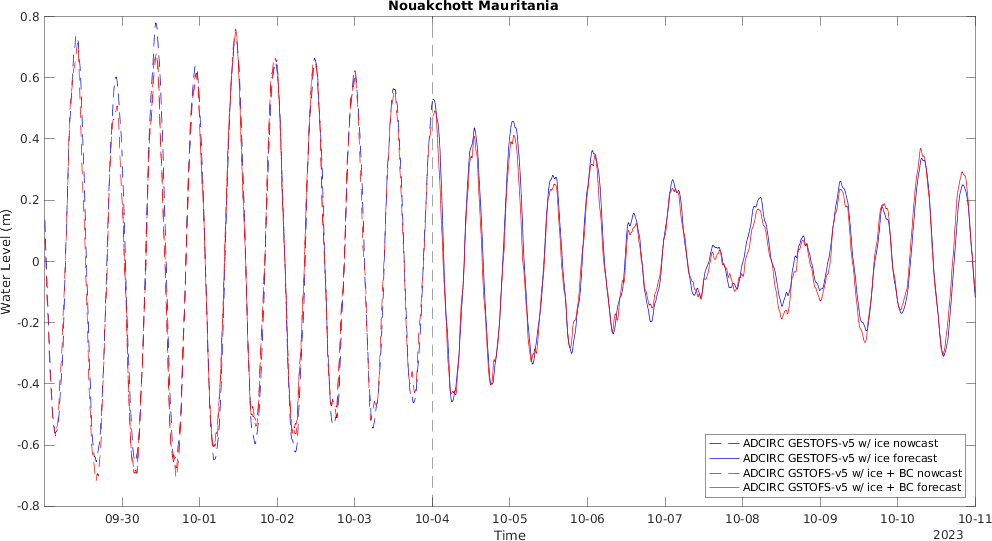 Nouakchott Mauritania
0.8
0.6
0.4
0.2
0
-0.2
-0.4
-0.6
-0.8
Water Level (m)
09-30 10-01 10-02 10-03 10-04 10-05 10-06 10-07 10-08 10-09 10-10 10-11
Time
2023
ADCIRC GESTOFS-v5 w/ ice nowcast
ADCIRC GESTOFS-v5 w/ ice forecast
ADCIRC GSTOFS-v5 w/ ice + BC nowcast
ADCIRC GSTOFS-v5 w/ ice + BC forecast